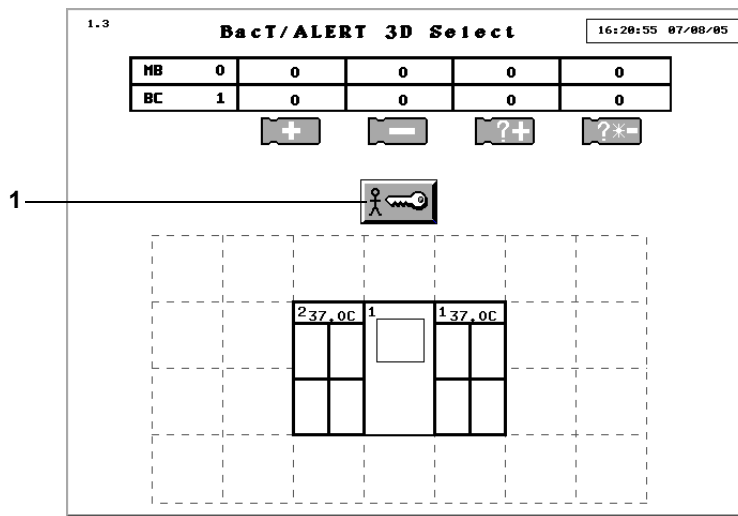 1.3
BacT/ALERT 3D Select
16:20:55 07/08/05
MB 0 0 0 0 0
BC 1 0 0 0 0
+ − ?+ ?*-
1
2 37.0C 1 1 37.0C